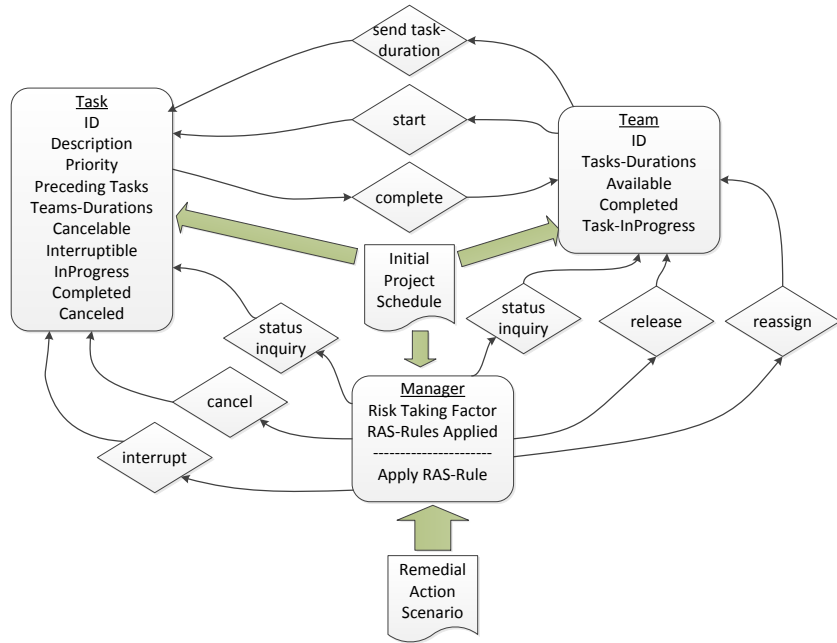 send task-
duration
Task
ID
Description
Priority
Preceding Tasks
Teams-Durations
Cancelable
Interruptible
InProgress
Completed
Canceled
start
complete
Team
ID
Tasks-Durations
Available
Completed
Task-InProgress
Initial
Project
Schedule
status
inquiry
status
inquiry
release
reassign
cancel
interrupt
Manager
Risk Taking Factor
RAS-Rules Applied
-----------------------
Apply RAS-Rule
Remedial
Action
Scenario